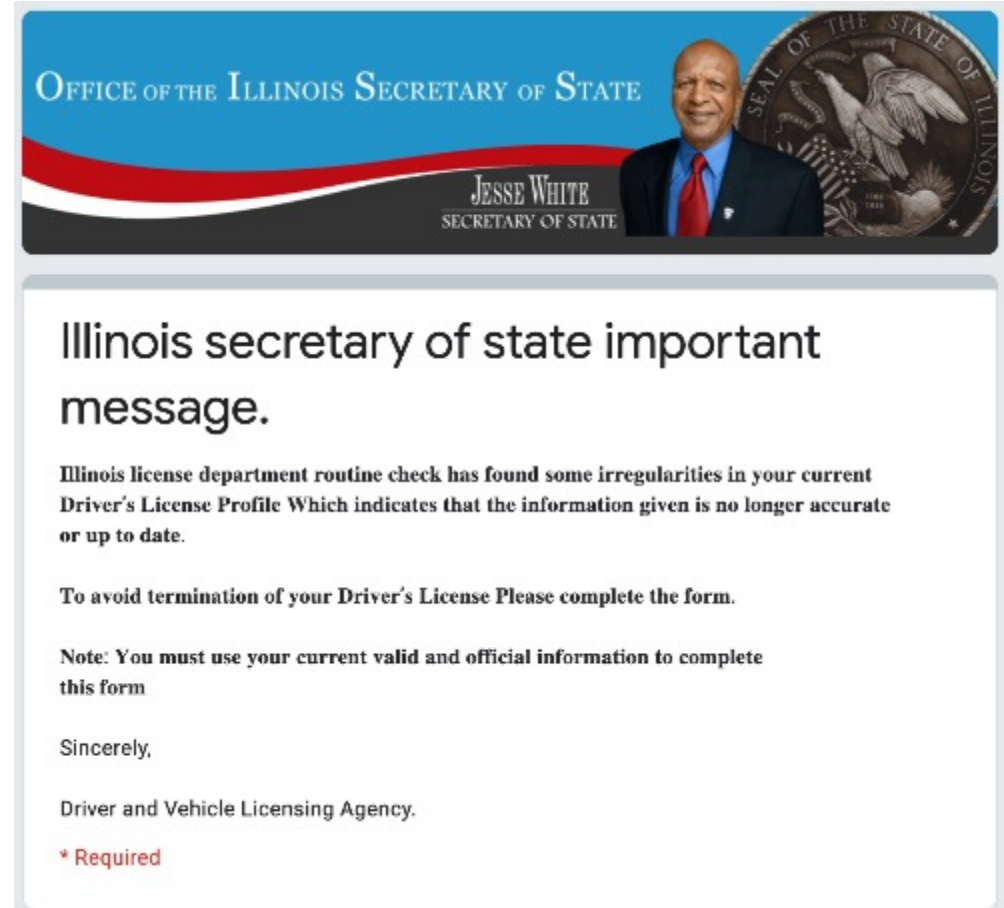 OFFICE OF THE ILLINOIS SECRETARY OF STATE
SEAL OF THE STATE OF ILLINOIS
JESSE WHITE
SECRETARY OF STATE
Illinois secretary of state important
message.
Illinois license department routine check has found some irregularities in your current
Driver's License Profile Which indicates that the information given is no longer accurate
or up to date.
To avoid termination of your Driver's License Please complete the form.
Note: You must use your current valid and official information to complete
this form
Sincerely,
Driver and Vehicle Licensing Agency.
* Required